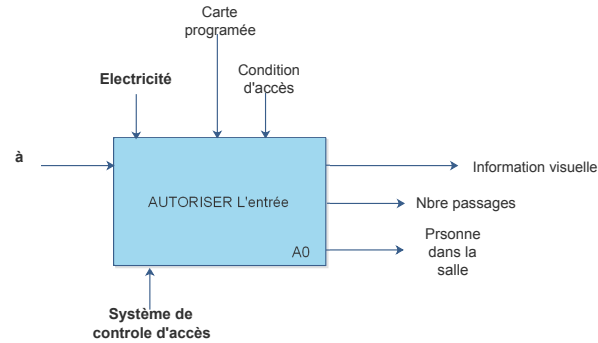 Carte
programée
Electricité
Condition
d'accès
à
Information visuelle
AUTORISER L'entrée
Nbre passages
A0
Prsonne
dans la
salle
Système de
controle d'accès